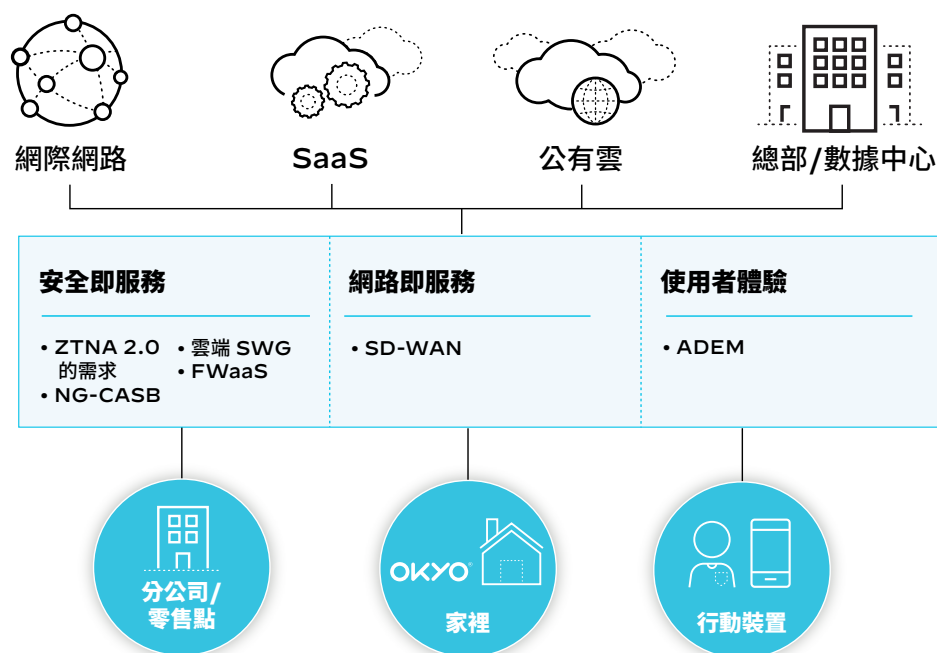 網際網路
SaaS
公有雲
總部/數據中心
安全即服務
• ZTNA 2.0
的需求
• NG-CASB
• 雲端 SWG
• FWaaS
網路即服務
• SD-WAN
使用者體驗
• ADEM
分公司/
零售點
OKYO®
家裡
行動裝置